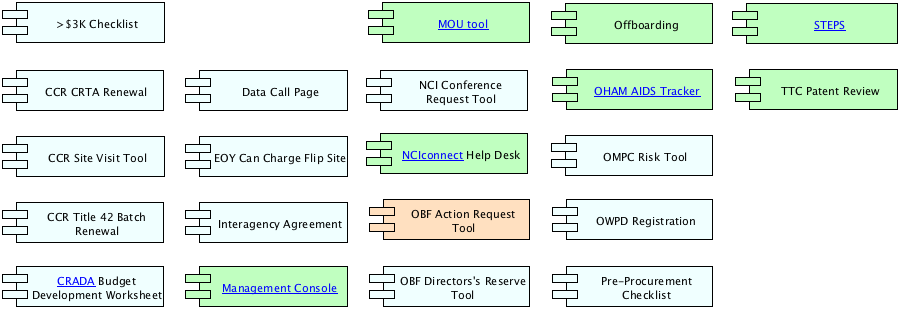 >$3K Checklist
MOU tool
Offboarding
STEPS
CCR CRTA Renewal
Data Call Page
NCI Conference
Request Tool
OHAM AIDS Tracker
TTC Patent Review
CCR Site Visit Tool
EOY Can Charge Flip Site
NCIconnect Help Desk
OMPC Risk Tool
CCR Title 42 Batch
Renewal
Interagency Agreement
OBF Action Request
Tool
OWPD Registration
CRADA Budget
Development Worksheet
Management Console
OBF Directors's Reserve
Tool
Pre-Procurement
Checklist